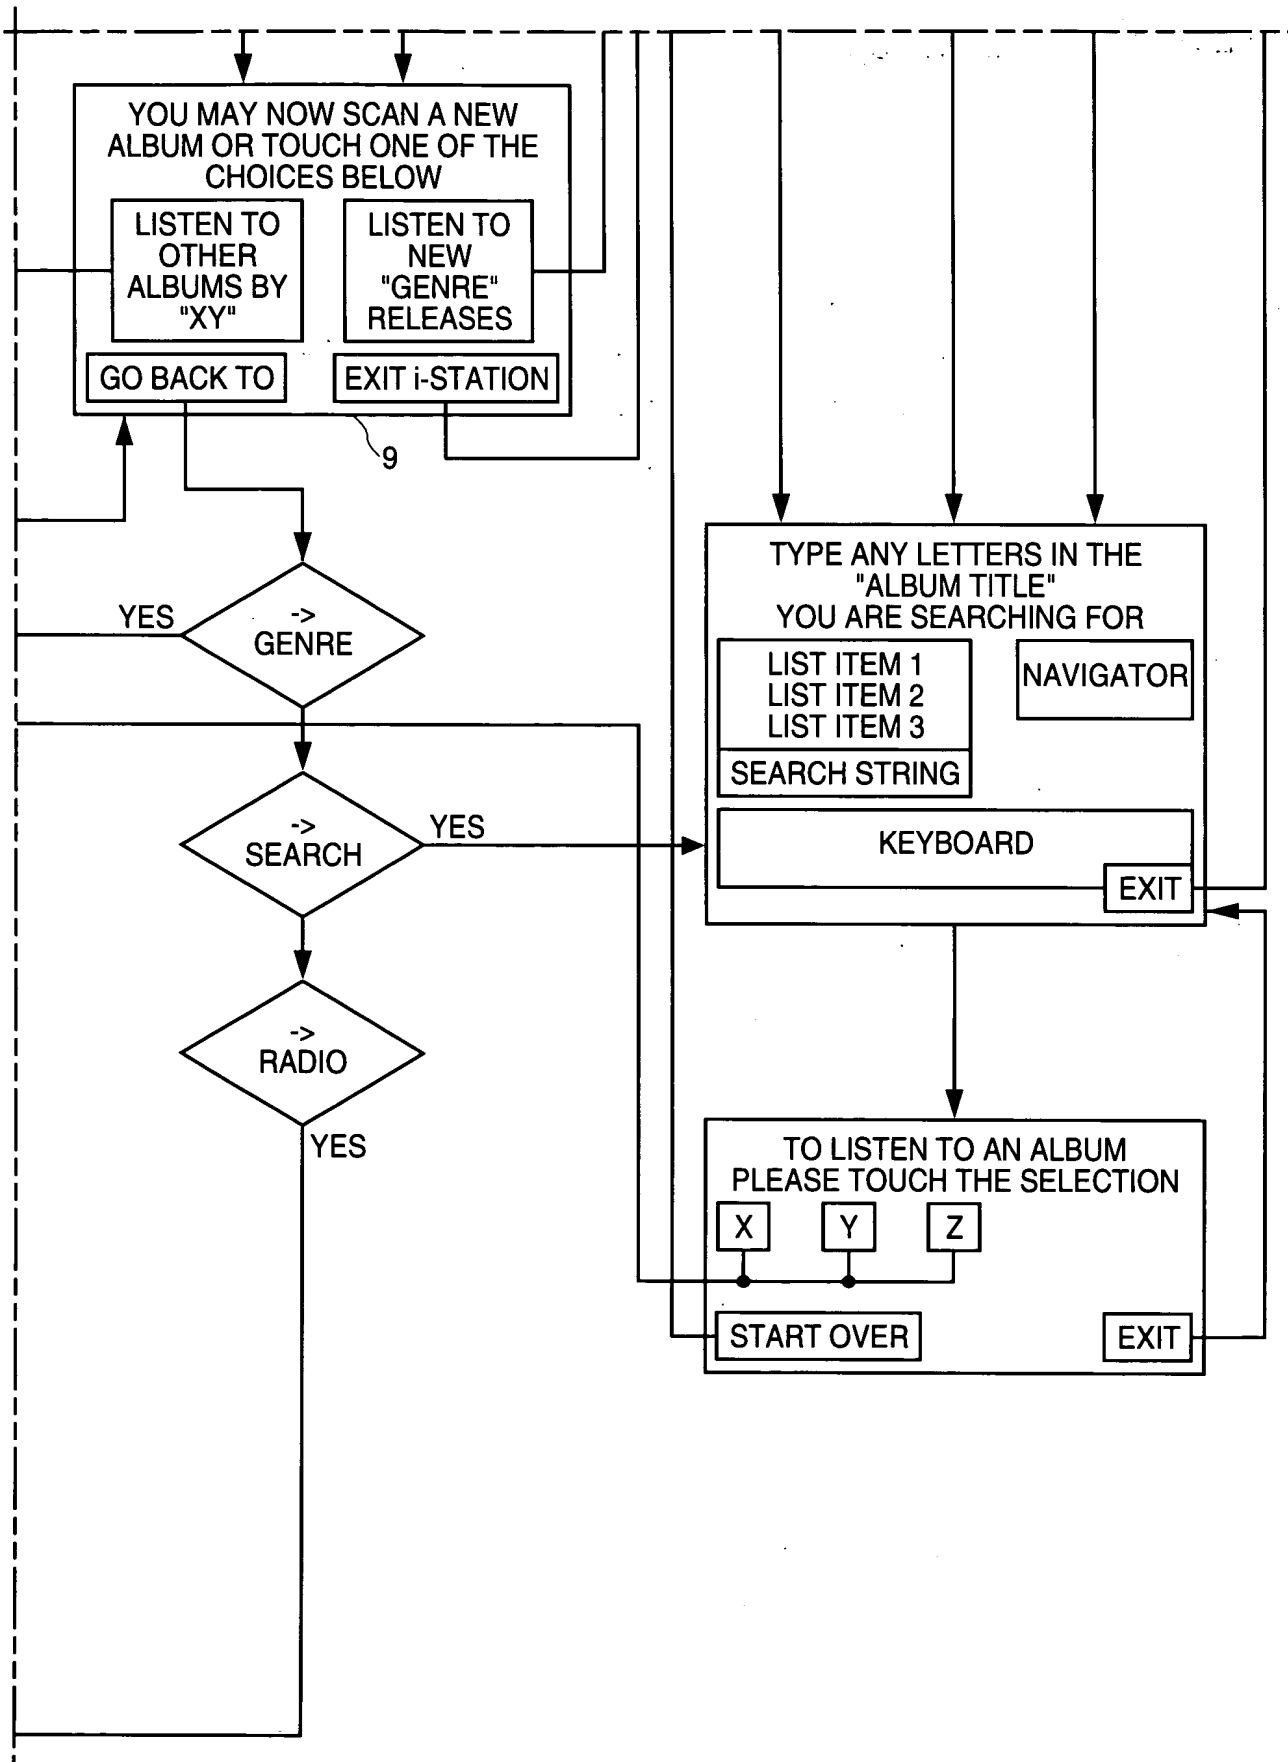 YOU MAY NOW SCAN A NEW
ALBUM OR TOUCH ONE OF THE
CHOICES BELOW
LISTEN TO
OTHER
ALBUMS BY
"XY"
LISTEN TO
NEW
"GENRE"
RELEASES
GO BACK TO
EXIT i-STATION
9
->
GENRE
YES
->
SEARCH
YES
->
RADIO
YES
TYPE ANY LETTERS IN THE
"ALBUM TITLE"
YOU ARE SEARCHING FOR
LIST ITEM 1
LIST ITEM 2
LIST ITEM 3
SEARCH STRING
NAVIGATOR
KEYBOARD
EXIT
TO LISTEN TO AN ALBUM
PLEASE TOUCH THE SELECTION
X
Y
Z
START OVER
EXIT